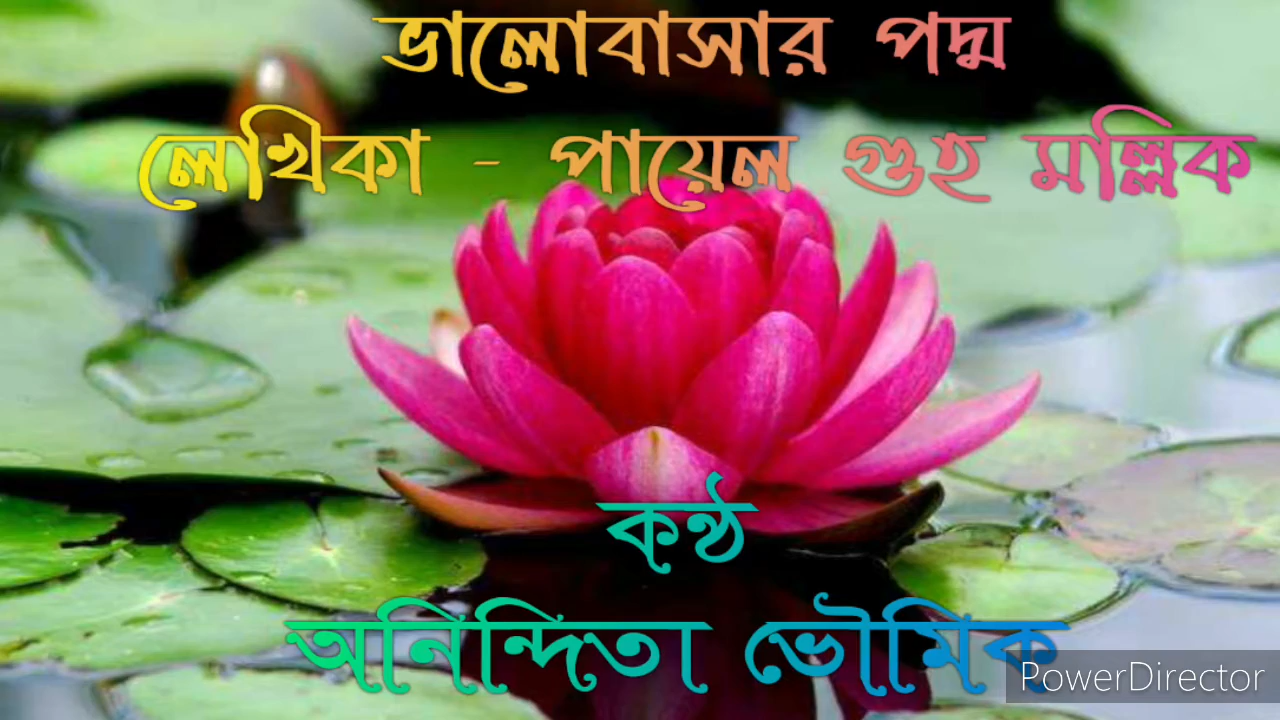 ভালোবাসার পদ্ম
লেখিকা - পায়েল গুহ মল্লিক
কন্ঠ
অনিন্দিতা ভৌমিক
PowerDirector